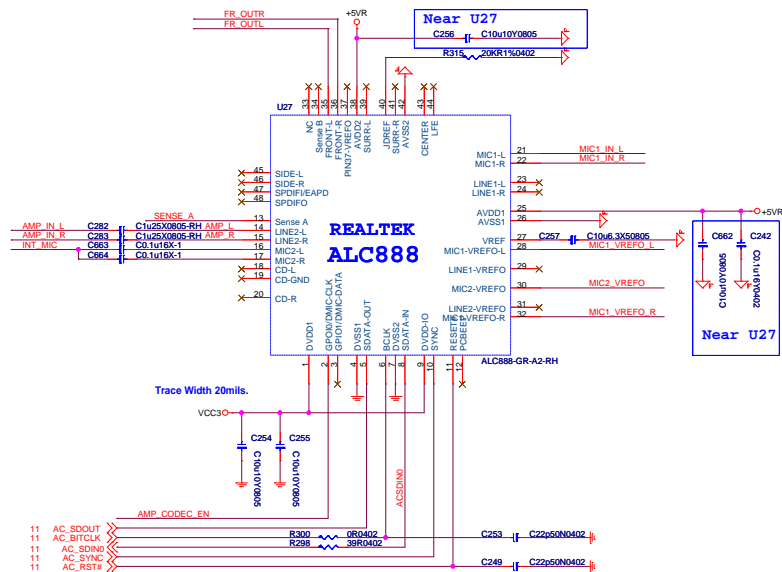 FR_OUTR
FR_OUTL
+5VR
Near U27
C256 C10u10Y0805
R315 20KR1%0402
U27
33 34 35 36 37 38 39 40 41 42 43 44
NC
Sense B
FRONT-L
FRONT-R
PIN37-VREFO
AVDD2
SURR-L
JDREF
SURR-R
AVSS2
CENTER
LFE
45 SIDE-L
46 SIDE-R
47 SPDIFI/EAPD
48 SPDIFO
SENSE_A 13 Sense A
AMP_IN_L C282 C1u25X0805-RH AMP_L 14 LINE2-L
AMP_IN_R C283 C1u25X0805-RH AMP_R 15 LINE2-R
INT_MIC C663 C0.1u16X-1 16 MIC2-L
C664 C0.1u16X-1 17 MIC2-R
18 CD-L
19 CD-GND
20 CD-R
REALTEK
ALC888
MIC1-L 21 MIC1_IN_L
MIC1-R 22 MIC1_IN_R
LINE1-L 23
LINE1-R 24
AVDD1 25 +5VR
AVSS1 26
VREF 27 C257 C10u6.3X50805
MIC1-VREFO-L 28 MIC1_VREFO_L
LINE1-VREFO 29
MIC2-VREFO 30 MIC2_VREFO
LINE2-VREFO 31
MIC1-VREFO-R 32 MIC1_VREFO_R
C662 C10u10Y0805
C242 C0.1u16Y0402
Near U27
DVDD1
GPOI0/DMIC-CLK
GPIO1/DMIC-DATA
DVSS1
SDATA-OUT
BCLK
DVSS2
SDATA-IN
DVDD-IO
SYNC
RESET#
PCBEEP
ALC888-GR-A2-RH
1 2 3 4 5 6 7 8 9 10 11 12
Trace Width 20mils.
VCC3
C254 C10u10Y0805
C255 C10u10Y0805
ACSDIN0
AMP_CODEC_EN
11 AC_SDOUT
11 AC_BITCLK R300 0R0402 C253 C22p50N0402
11 AC_SDIN0 R298 39R0402
11 AC_SYNC
11 AC_RST# C249 C22p50N0402